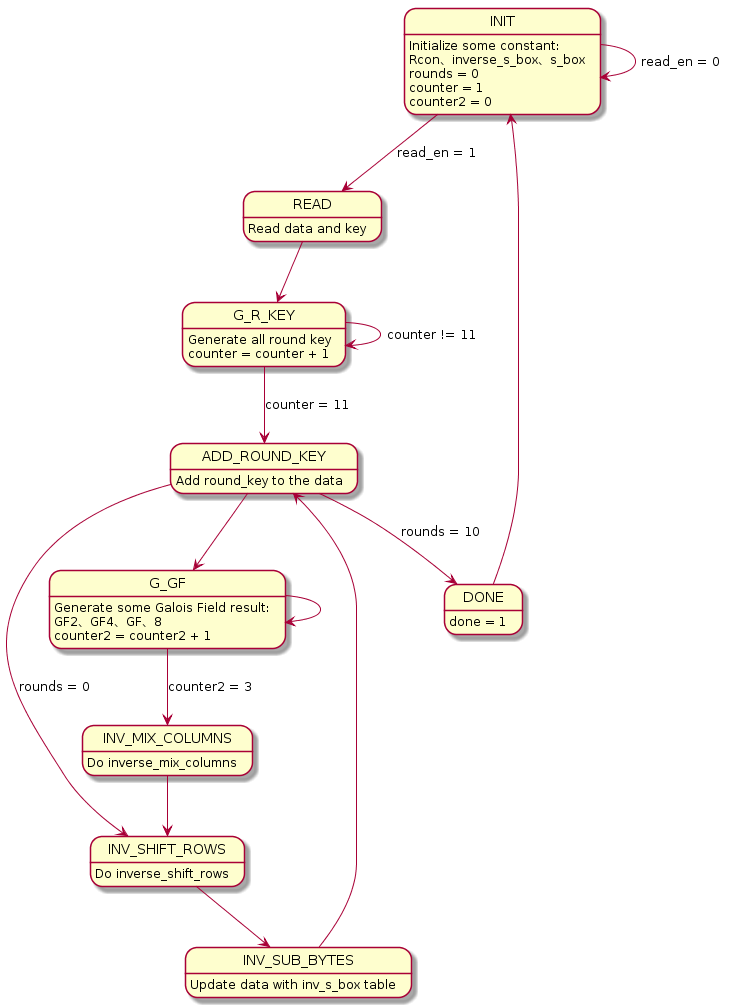 INIT
Initialize some constant:
Rcon、inverse_s_box、s_box
rounds = 0
counter = 1
counter2 = 0
read_en = 0
read_en = 1
READ
Read data and key
G_R_KEY
Generate all round key
counter = counter + 1
counter != 11
counter = 11
ADD_ROUND_KEY
Add round_key to the data
rounds = 10
G_GF
Generate some Galois Field result:
GF2、GF4、GF、8
counter2 = counter2 + 1
DONE
done = 1
rounds = 0
counter2 = 3
INV_MIX_COLUMNS
Do inverse_mix_columns
INV_SHIFT_ROWS
Do inverse_shift_rows
INV_SUB_BYTES
Update data with inv_s_box table